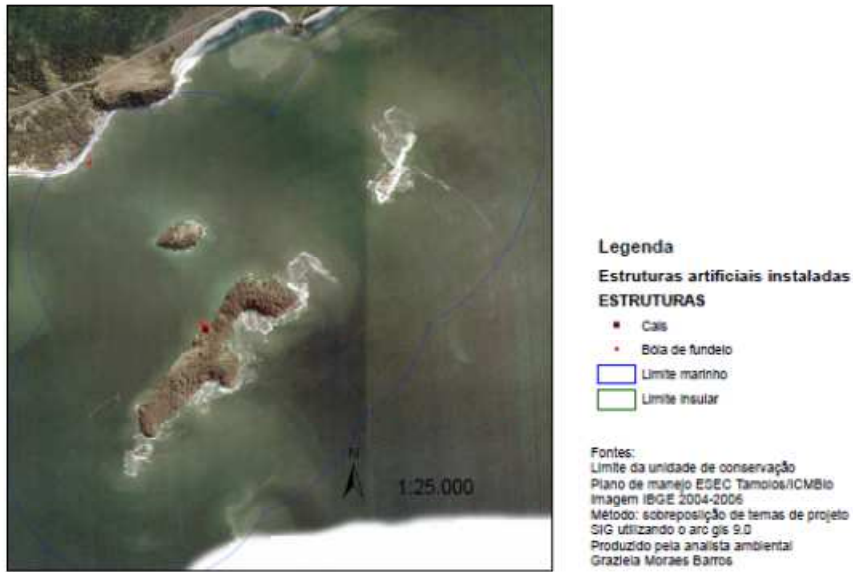 N
1:25.000
Legenda
Estruturas artificiais instaladas
ESTRUTURAS
Cais
Bóia de fundeio
Limite marinho
Limite insular
Fontes:
Limite da unidade de conservação
Plano de manejo ESEC Tamoios/ICMBio
Imagem IBGE 2004-2006
Método: sobreposição de temas de projeto
SIG utilizando o arc gis 9.0
Produzido pela analista ambiental
Graziela Moraes Barros